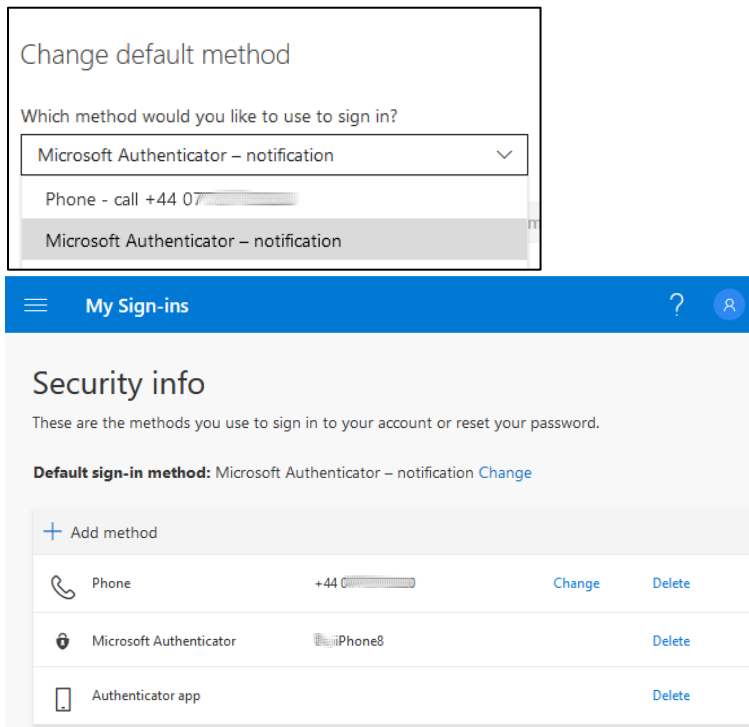 Change default method
Which method would you like to use to sign in?
Microsoft Authenticator – notification
Phone - call +44 07
Microsoft Authenticator – notification
m
My Sign-ins
?
Security info
These are the methods you use to sign in to your account or reset your password.
Default sign-in method: Microsoft Authenticator – notification Change
+ Add method
Phone +44 0 Change Delete
Microsoft Authenticator iPhone8 Delete
Authenticator app Delete